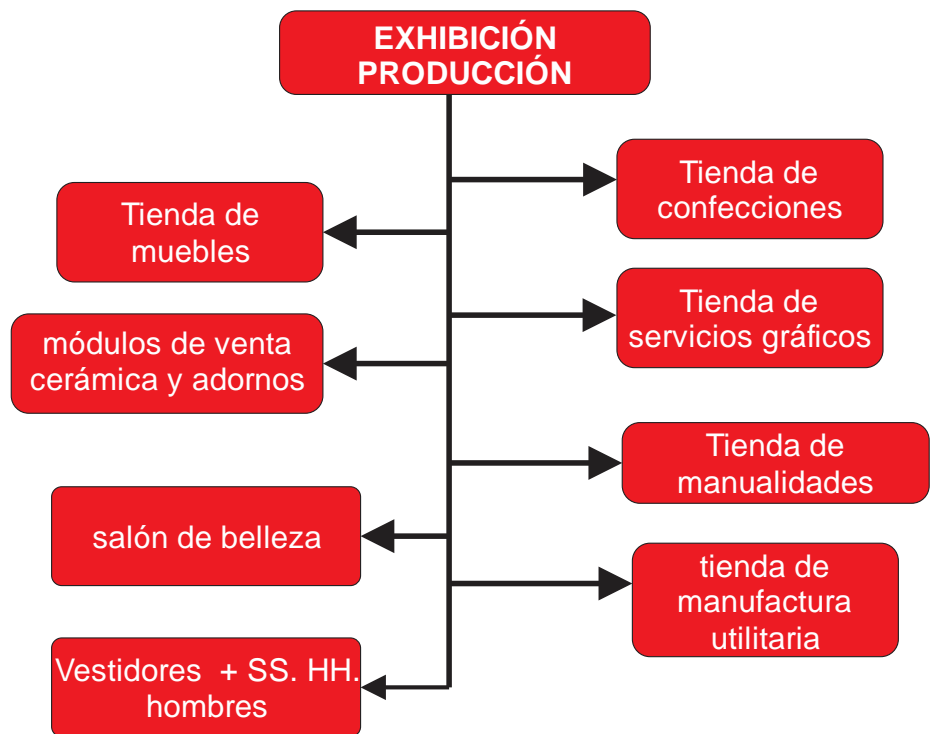 EXHIBICIÓN
PRODUCCIÓN
Tienda de
confecciones
Tienda de
muebles
Tienda de
servicios gráficos
módulos de venta
cerámica y adornos
Tienda de
manualidades
salón de belleza
tienda de
manufactura
utilitaria
Vestidores + SS. HH.
hombres